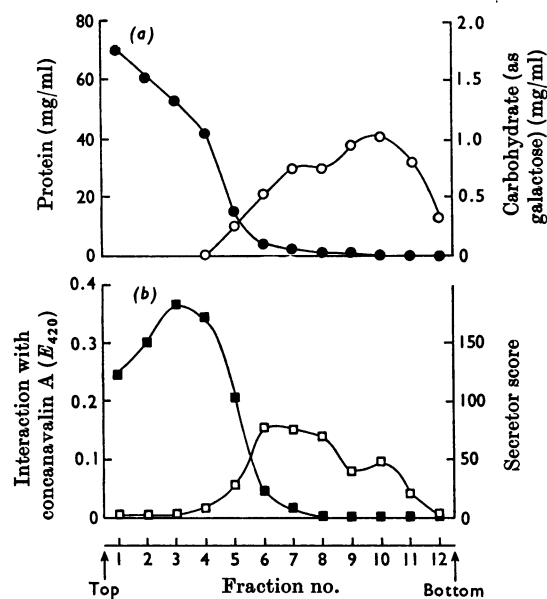 (a)
80
60
40
20
0
Protein (mg/ml)
2.0
1.5
1.0
0.5
0
Carbohydrate (as
galactose) (mg/ml)
(b)
0.4
0.3
0.2
0.1
0
Interaction with
concanavalin A (E420)
150
100
50
0
Secretor score
1 2 3 4 5 6 7 8 9 10 11 12
Top Fraction no. Bottom